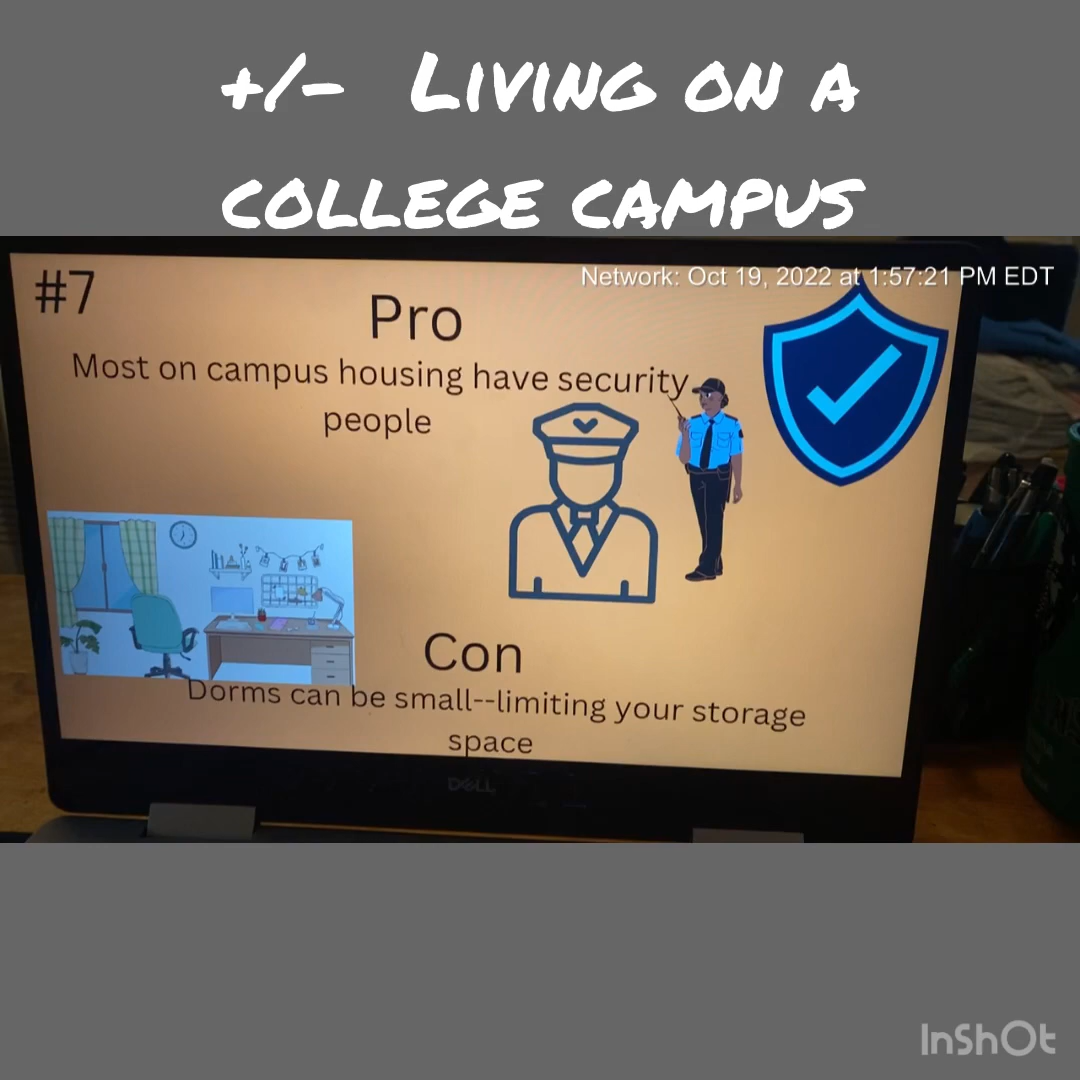 +/- Living on a
college campus
Network: Oct 19, 2022 at 1:57:21 PM EDT
#7
Pro
Most on campus housing have security
people
Con
Dorms can be small--limiting your storage
space
DELL
InShOt